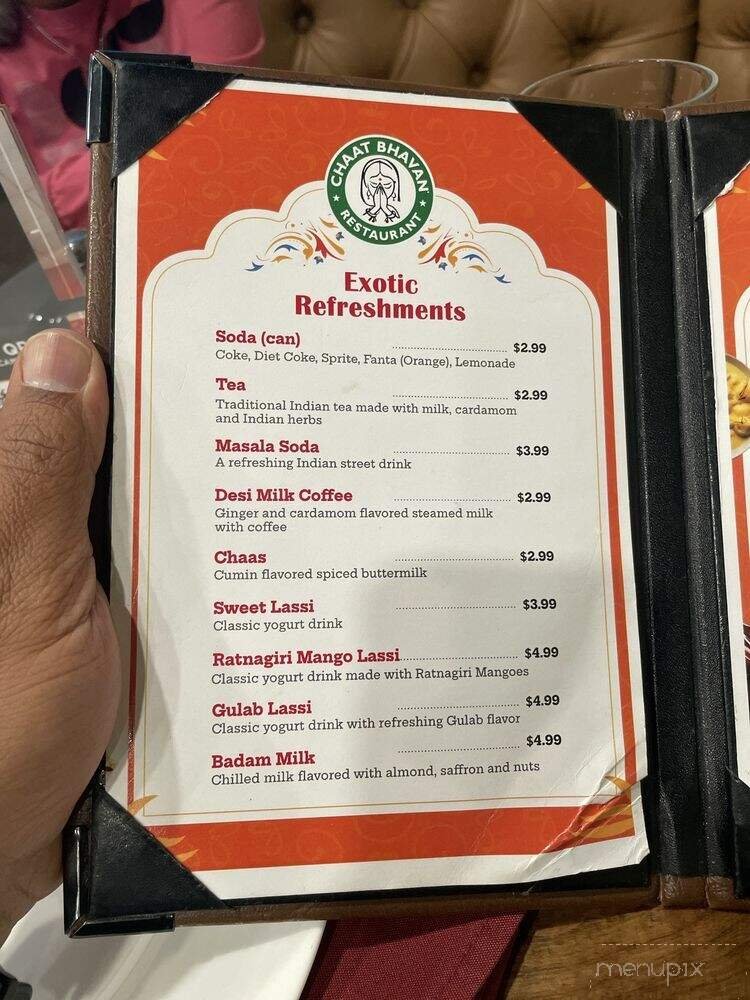 CHAAT BHAVAN
RESTAURANT
Exotic
Refreshments
Soda (can) $2.99
Coke, Diet Coke, Sprite, Fanta (Orange), Lemonade
Tea $2.99
Traditional Indian tea made with milk, cardamom
and Indian herbs
Masala Soda $3.99
A refreshing Indian street drink
Desi Milk Coffee $2.99
Ginger and cardamom flavored steamed milk
with coffee
Chaas $2.99
Cumin flavored spiced buttermilk
Sweet Lassi $3.99
Classic yogurt drink
Ratnagiri Mango Lassi $4.99
Classic yogurt drink made with Ratnagiri Mangoes
Gulab Lassi $4.99
Classic yogurt drink with refreshing Gulab flavor
Badam Milk $4.99
Chilled milk flavored with almond, saffron and nuts
menupix